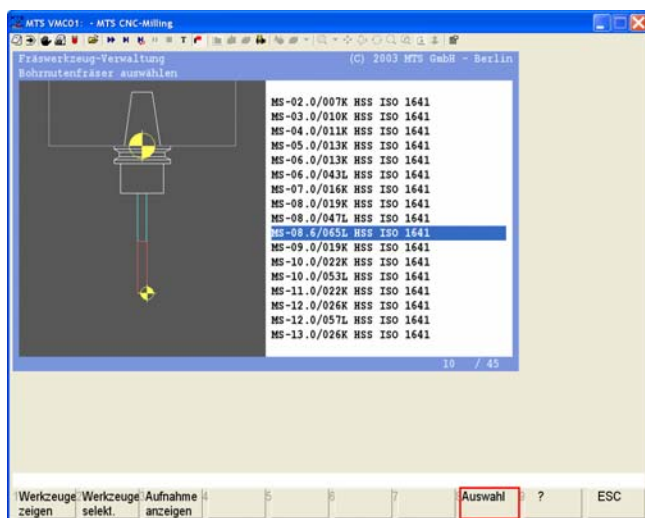 MTS VMC01: - MTS CNC-Milling
Fräswerkzeug-Verwaltung (C) 2003 MTS GmbH - Berlin
Bohrnutenfräser auswählen
MS-02.0/007K HSS ISO 1641
MS-03.0/010K HSS ISO 1641
MS-04.0/011K HSS ISO 1641
MS-05.0/013K HSS ISO 1641
MS-06.0/013K HSS ISO 1641
MS-06.0/043L HSS ISO 1641
MS-07.0/016K HSS ISO 1641
MS-08.0/019K HSS ISO 1641
MS-08.0/047L HSS ISO 1641
MS-08.6/065L HSS ISO 1641
MS-09.0/019K HSS ISO 1641
MS-10.0/022K HSS ISO 1641
MS-10.0/053L HSS ISO 1641
MS-11.0/022K HSS ISO 1641
MS-12.0/026K HSS ISO 1641
MS-12.0/057L HSS ISO 1641
MS-13.0/026K HSS ISO 1641
10 / 45
1 Werkzeuge zeigen
2 Werkzeuge selekt.
3 Aufnahme anzeigen
4
5
6
7
8 Auswahl
9 ?
ESC